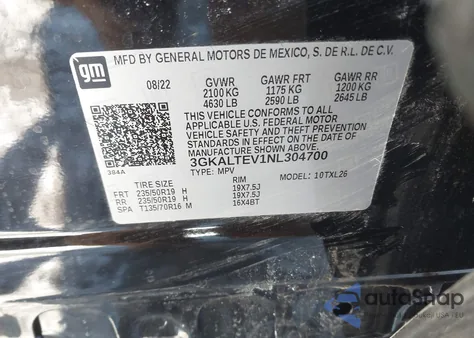 gm
MFD BY GENERAL MOTORS DE MEXICO, S. DE R.L. DE C.V.
08/22 GVWR GAWR FRT GAWR RR
2100 KG 1175 KG 1200 KG
4630 LB 2590 LB 2645 LB
THIS VEHICLE CONFORMS TO ALL
APPLICABLE U.S. FEDERAL MOTOR
VEHICLE SAFETY AND THEFT PREVENTION
STANDARDS IN EFFECT ON THE DATE OF
MANUFACTURE SHOWN ABOVE.
3GKALTEV1NL304700
384A TYPE: MPV MODEL: 10TXL26
TIRE SIZE RIM
FRT 235/50R19 H 19X7.5J
RR 235/50R19 H 19X7.5J
SPA T135/70R16 M 16X4BT
autoSnap